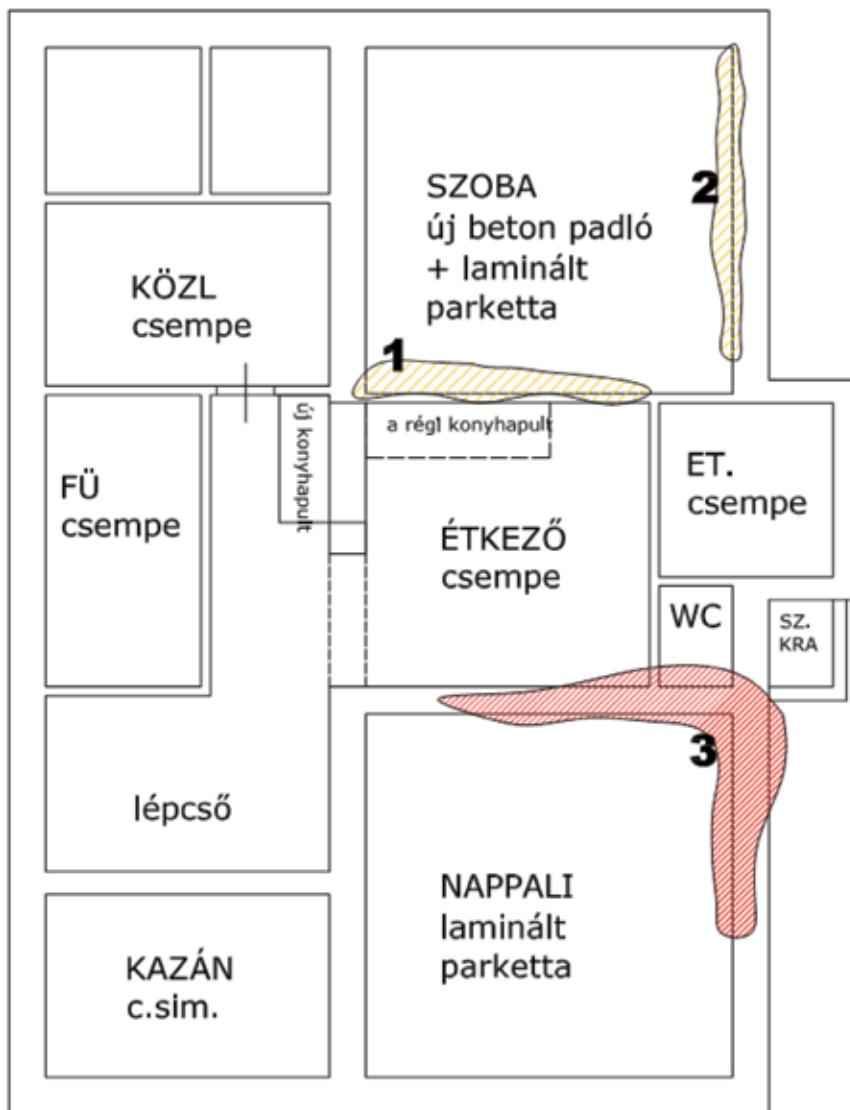 SZOBA
új beton padló
+ laminált
parketta
2
KÖZL
csempe
1
új konyhapult
a régi konyhapult
FÜ
csempe
ÉTKEZŐ
csempe
ET.
csempe
WC
SZ.
KRA
3
lépcső
NAPPALI
laminált
parketta
KAZÁN
c.sim.